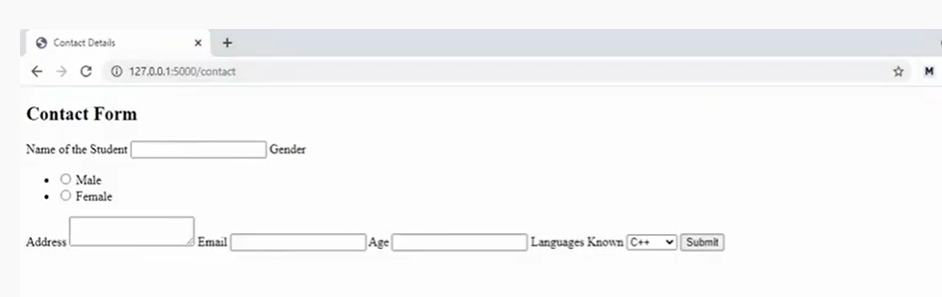 Contact Details
127.0.0.1:5000/contact
M
Contact Form
Name of the Student Gender
Male
Female
Address Email Age Languages Known C++ Submit